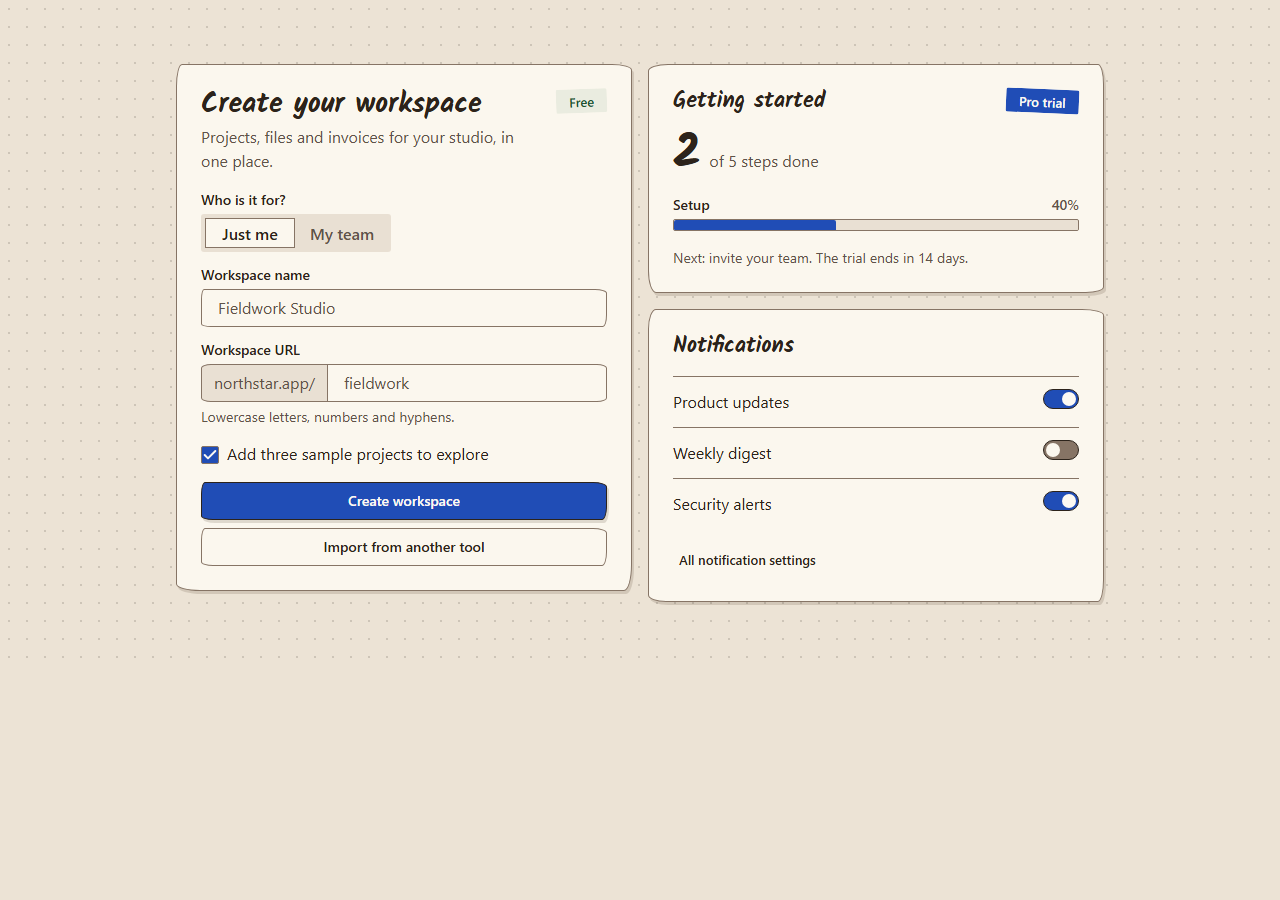 Create your workspace
Free
Projects, files and invoices for your studio, in
one place.
Who is it for?
Just me
My team
Workspace name
Fieldwork Studio
Workspace URL
northstar.app/
fieldwork
Lowercase letters, numbers and hyphens.
Add three sample projects to explore
Create workspace
Import from another tool
Getting started
Pro trial
2 of 5 steps done
Setup
40%
Next: invite your team. The trial ends in 14 days.
Notifications
Product updates
Weekly digest
Security alerts
All notification settings